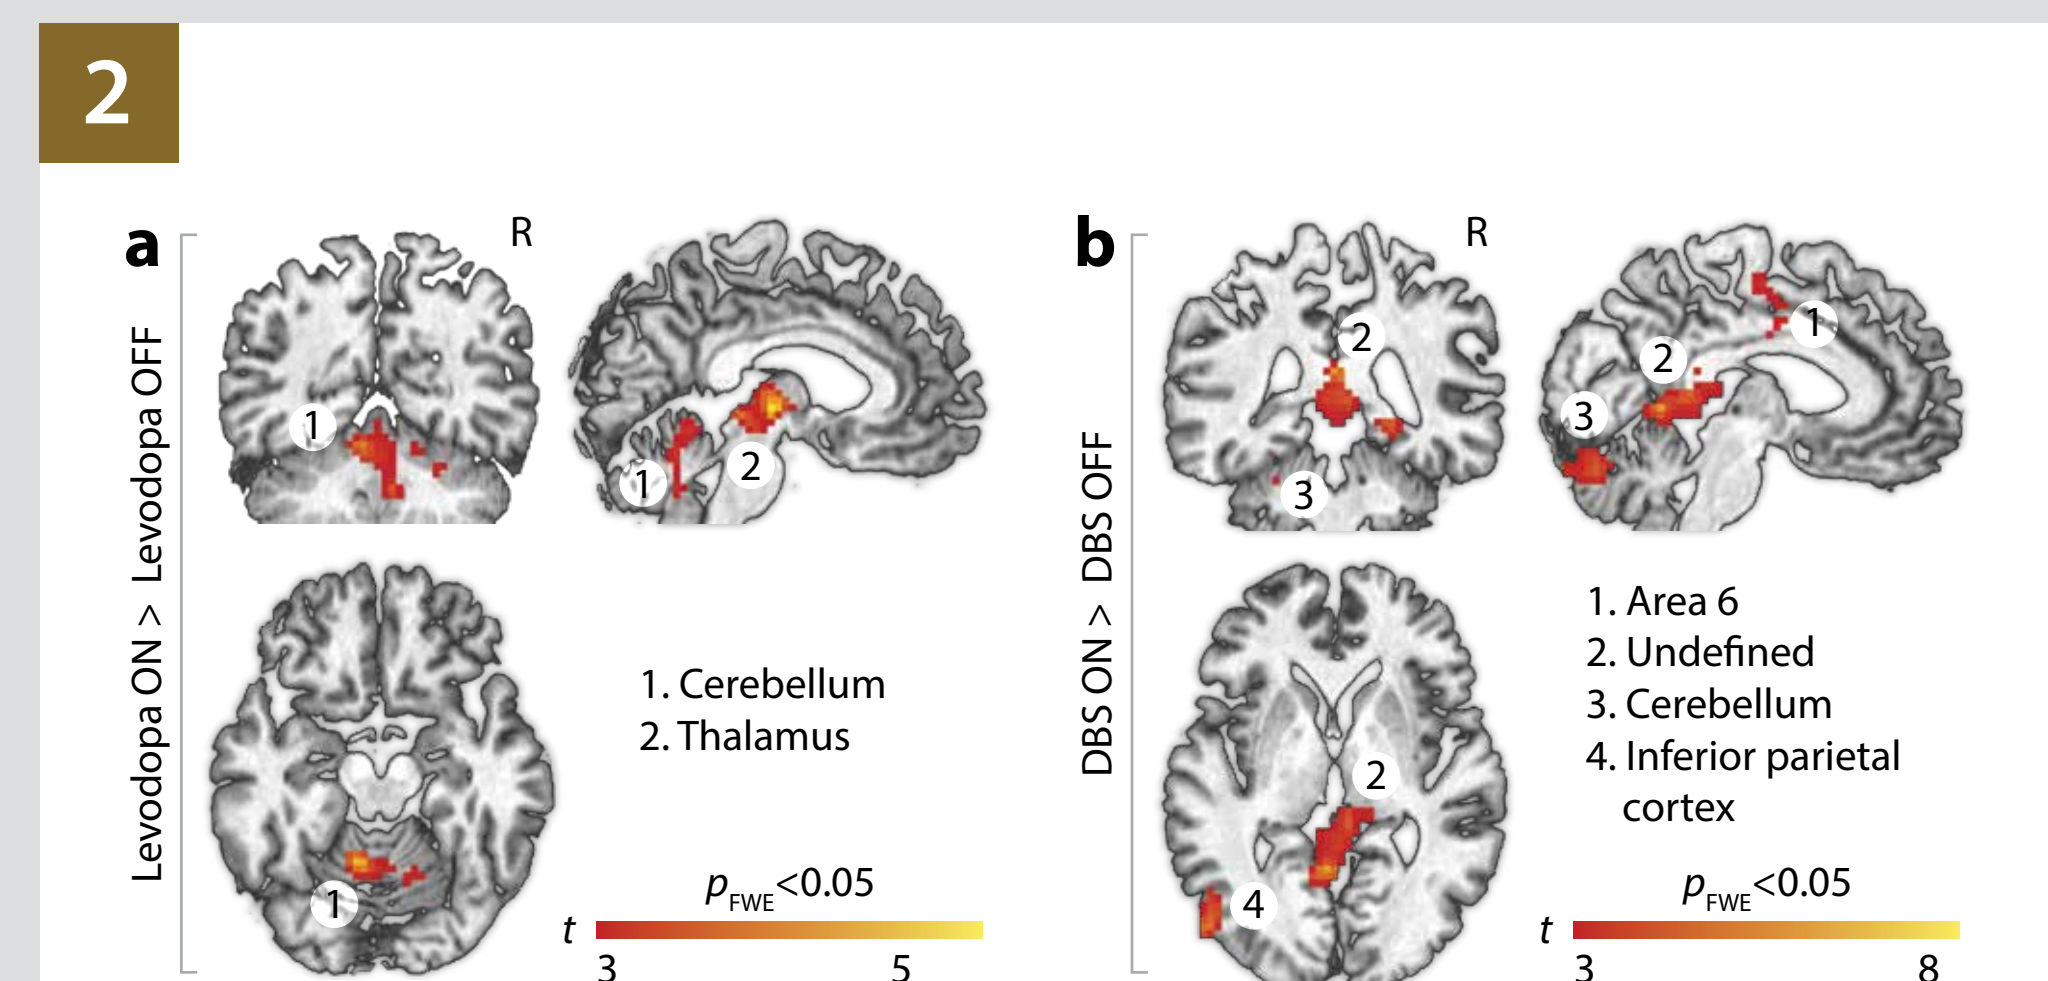 2
a
Levodopa ON > Levodopa OFF
R
1
1
2
1
1. Cerebellum
2. Thalamus
pFWE<0.05
t
3 5
b
DBS ON > DBS OFF
R
2
3
1
2
3
2
4
1. Area 6
2. Undefined
3. Cerebellum
4. Inferior parietal
cortex
pFWE<0.05
t
3 8